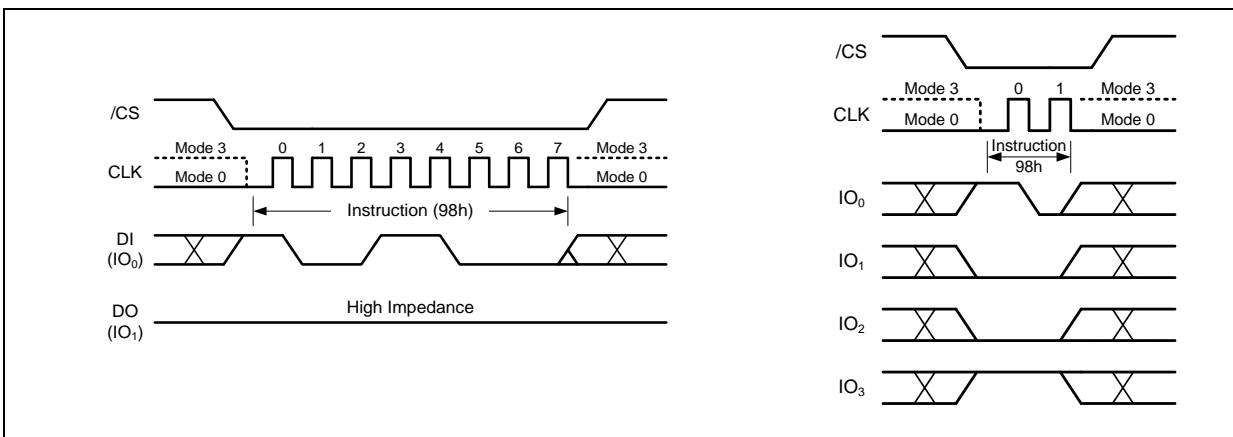 /CS
Mode 3 0 1 2 3 4 5 6 7 Mode 3
CLK
Mode 0 Mode 0
Instruction (98h)
DI
(IO₀)
High Impedance
DO
(IO₁)
/CS
Mode 3 0 1 Mode 3
CLK
Mode 0 Mode 0
Instruction
98h
IO₀
IO₁
IO₂
IO₃